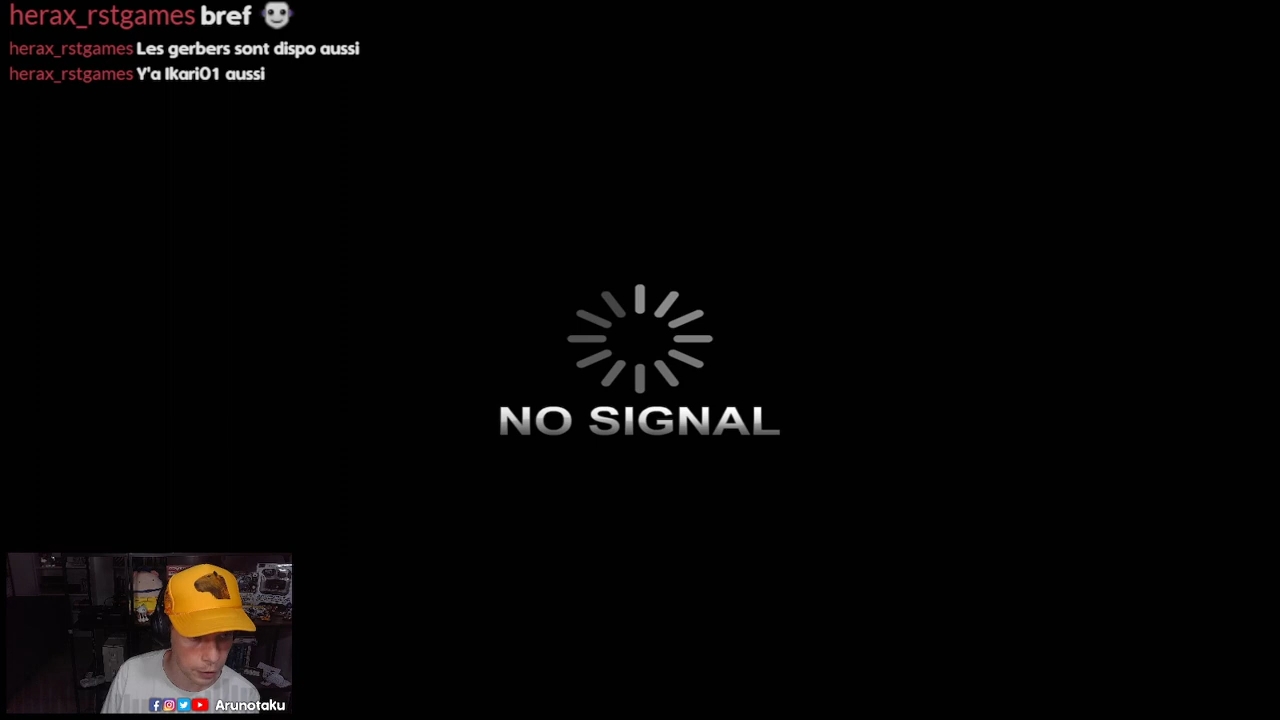 herax_rstgames bref
herax_rstgames Les gerbers sont dispo aussi
herax_rstgames Y'a Ikari01 aussi
NO SIGNAL
Arunotaku